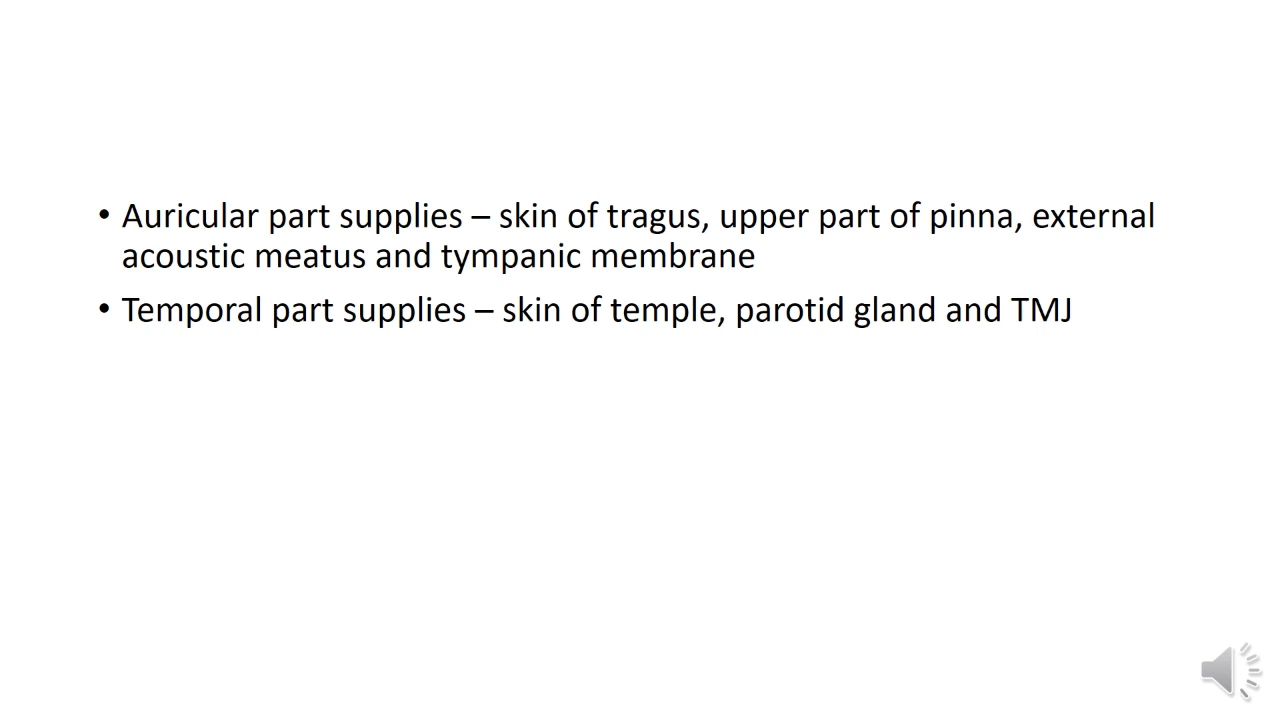 • Auricular part supplies – skin of tragus, upper part of pinna, external
acoustic meatus and tympanic membrane
• Temporal part supplies – skin of temple, parotid gland and TMJ